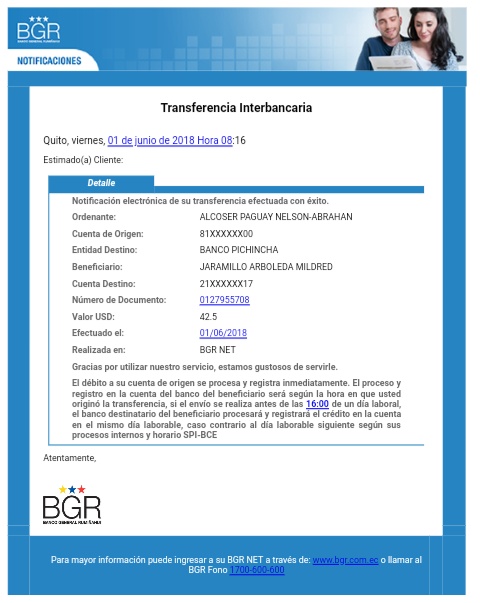 BGR
BANCO GENERAL RUMIÑAHUI
NOTIFICACIONES
Transferencia Interbancaria
Quito, viernes, 01 de junio de 2018 Hora 08:16
Estimado(a) Cliente:
Detalle
Notificación electrónica de su transferencia efectuada con éxito.
Ordenante: ALCOSER PAGUAY NELSON-ABRAHAN
Cuenta de Origen: 81XXXXXX00
Entidad Destino: BANCO PICHINCHA
Beneficiario: JARAMILLO ARBOLEDA MILDRED
Cuenta Destino: 21XXXXXX17
Número de Documento: 0127955708
Valor USD: 42.5
Efectuado el: 01/06/2018
Realizada en: BGR NET
Gracias por utilizar nuestro servicio, estamos gustosos de servirle.
El débito a su cuenta de origen se procesa y registra inmediatamente. El proceso y
registro en la cuenta del banco del beneficiario será según la hora en que usted
originó la transferencia, si el envío se realiza antes de las 16:00 de un día laboral,
el banco destinatario del beneficiario procesará y registrará el crédito en la cuenta
en el mismo día laborable, caso contrario al día laborable siguiente según sus
procesos internos y horario SPI-BCE
Atentamente,
BGR
BANCO GENERAL RUMIÑAHUI
Para mayor información puede ingresar a su BGR NET a través de: www.bgr.com.ec o llamar al
BGR Fono 1700-600-600